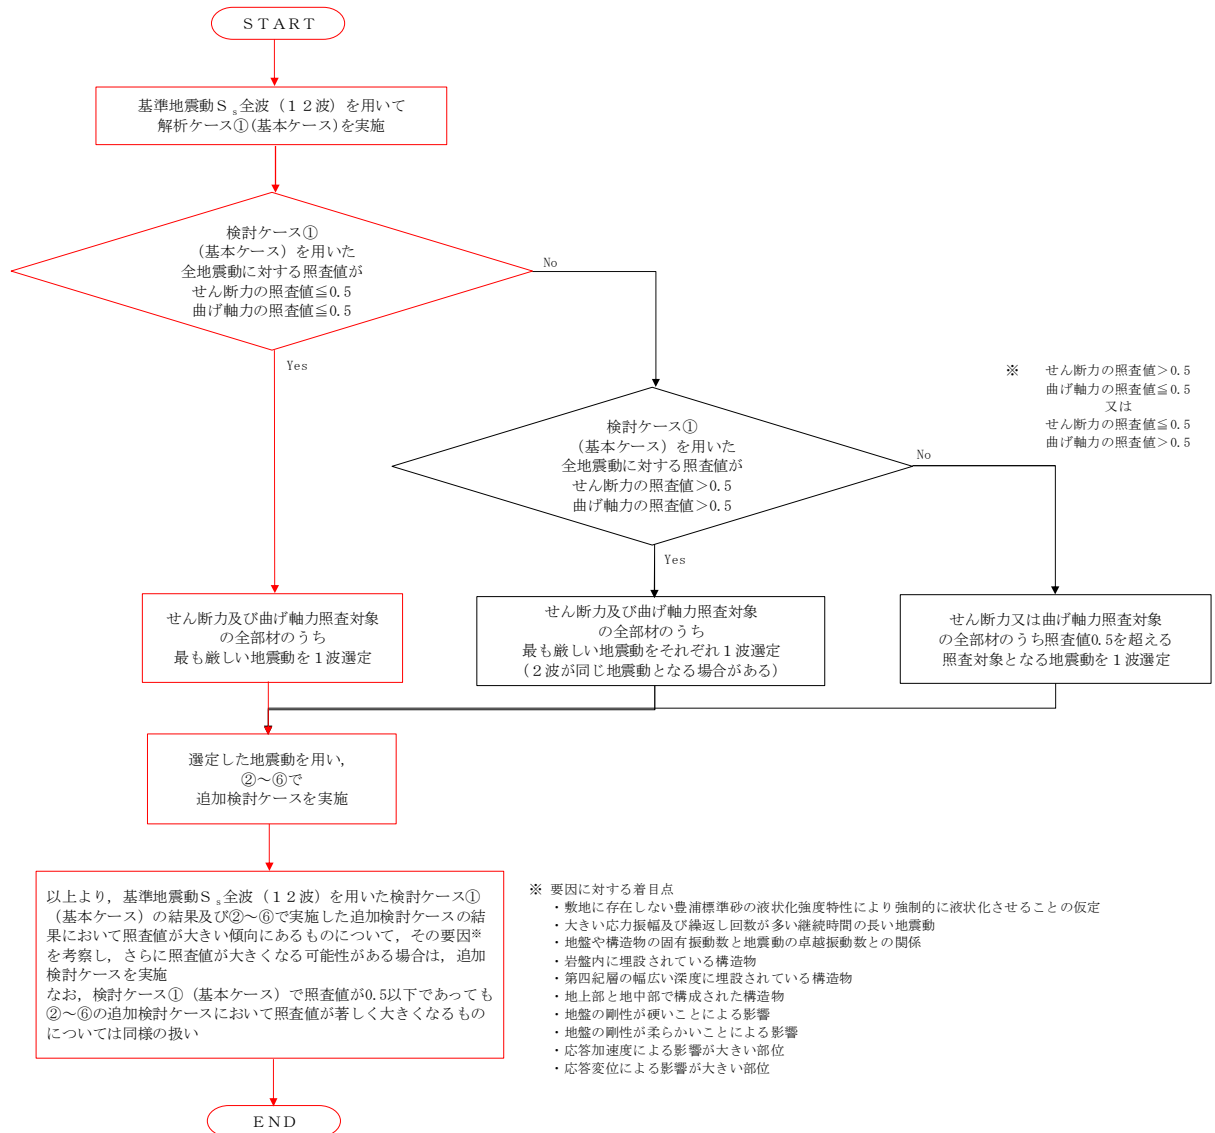 START
基準地震動Ｓs全波（１２波）を用いて
解析ケース①(基本ケース)を実施
検討ケース①
（基本ケース）を用いた
全地震動に対する照査値が
せん断力の照査値≦0.5
曲げ軸力の照査値≦0.5
No
Yes
※　せん断力の照査値＞0.5
曲げ軸力の照査値≦0.5
又は
せん断力の照査値≦0.5
曲げ軸力の照査値＞0.5
検討ケース①
（基本ケース）を用いた
全地震動に対する照査値が
せん断力の照査値＞0.5
曲げ軸力の照査値＞0.5
No
Yes
せん断力及び曲げ軸力照査対象
の全部材のうち
最も厳しい地震動を１波選定
せん断力及び曲げ軸力照査対象
の全部材のうち
最も厳しい地震動をそれぞれ１波選定
（２波が同じ地震動となる場合がある）
せん断力又は曲げ軸力照査対象
の全部材のうち照査値0.5を超える
照査対象となる地震動を１波選定
選定した地震動を用い，
②～⑥で
追加検討ケースを実施
以上より，基準地震動Ｓs全波（１２波）を用いた検討ケース①
（基本ケース）の結果及び②～⑥で実施した追加検討ケースの結
果において照査値が大きい傾向にあるものについて，その要因※
を考察し，さらに照査値が大きくなる可能性がある場合は，追加
検討ケースを実施
なお，検討ケース①（基本ケース）で照査値が0.5以下であっても
②～⑥の追加検討ケースにおいて照査値が著しく大きくなるもの
については同様の扱い
※ 要因に対する着目点
・敷地に存在しない豊浦標準砂の液状化強度特性により強制的に液状化させることの仮定
・大きい応力振幅及び繰返し回数が多い継続時間の長い地震動
・地盤や構造物の固有振動数と地震動の卓越振動数との関係
・岩盤内に埋設されている構造物
・第四紀層の幅広い深度に埋設されている構造物
・地上部と地中部で構成された構造物
・地盤の剛性が硬いことによる影響
・地盤の剛性が柔らかいことによる影響
・応答加速度による影響が大きい部位
・応答変位による影響が大きい部位
END